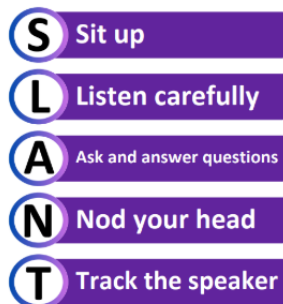 S Sit up
L Listen carefully
A Ask and answer questions
N Nod your head
T Track the speaker